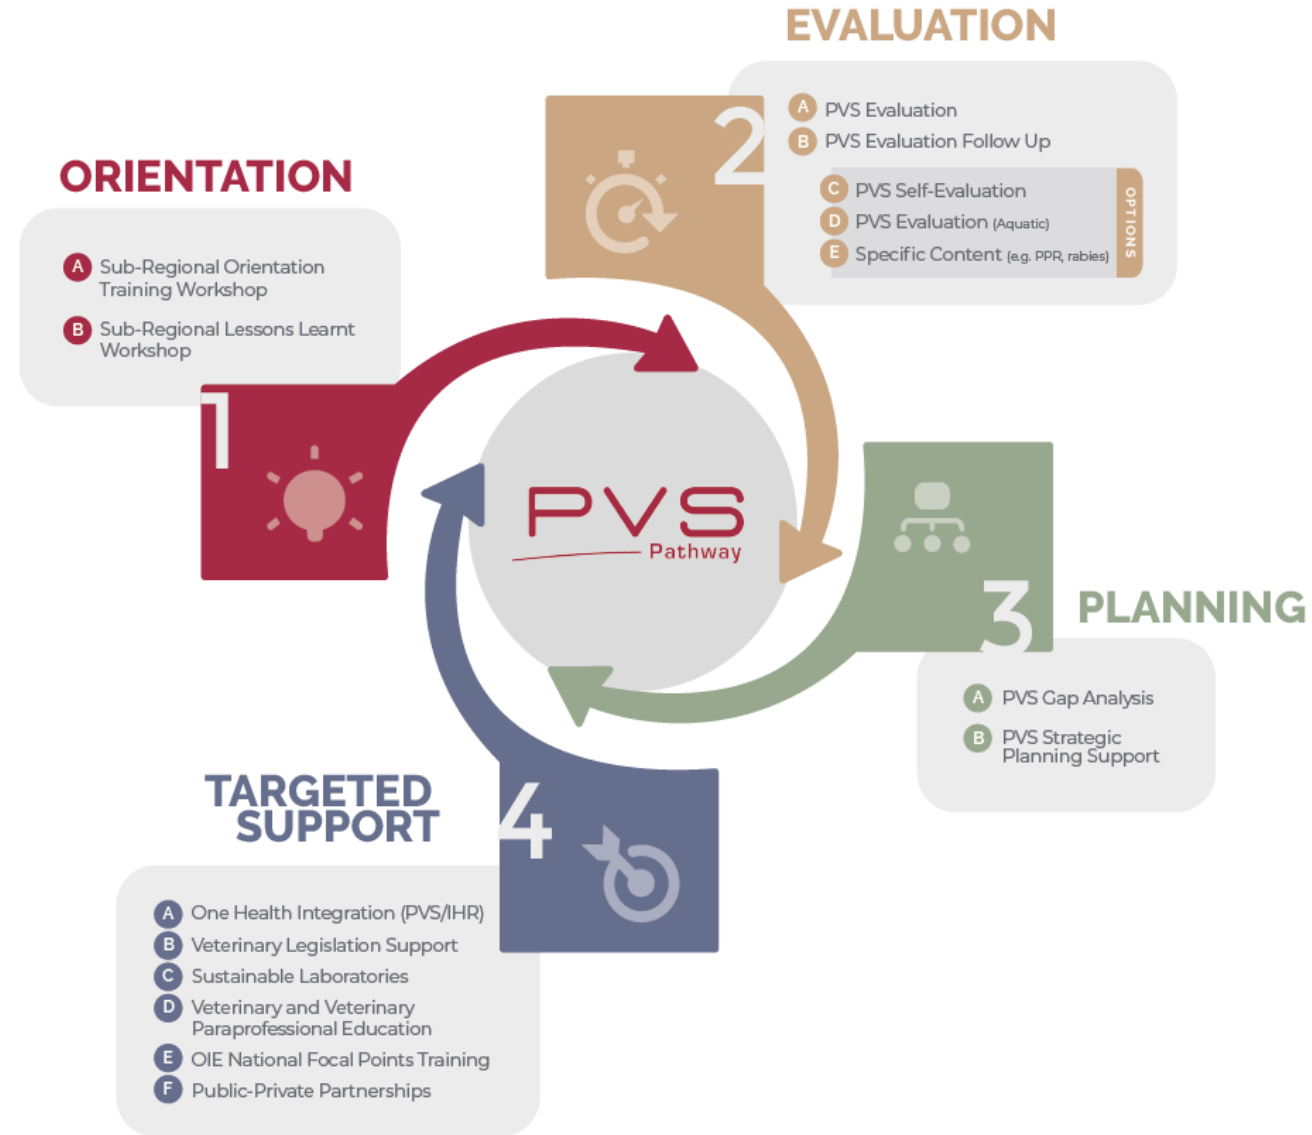 ORIENTATION
A Sub-Regional Orientation
Training Workshop
B Sub-Regional Lessons Learnt
Workshop
1
EVALUATION
2
A PVS Evaluation
B PVS Evaluation Follow Up
C PVS Self-Evaluation
D PVS Evaluation (Aquatic)
E Specific Content (e.g. PPR, rabies)
OPTIONS
PVS
Pathway
3
PLANNING
A PVS Gap Analysis
B PVS Strategic
Planning Support
TARGETED
SUPPORT
4
A One Health Integration (PVS/IHR)
B Veterinary Legislation Support
C Sustainable Laboratories
D Veterinary and Veterinary
Paraprofessional Education
E OIE National Focal Points Training
F Public-Private Partnerships